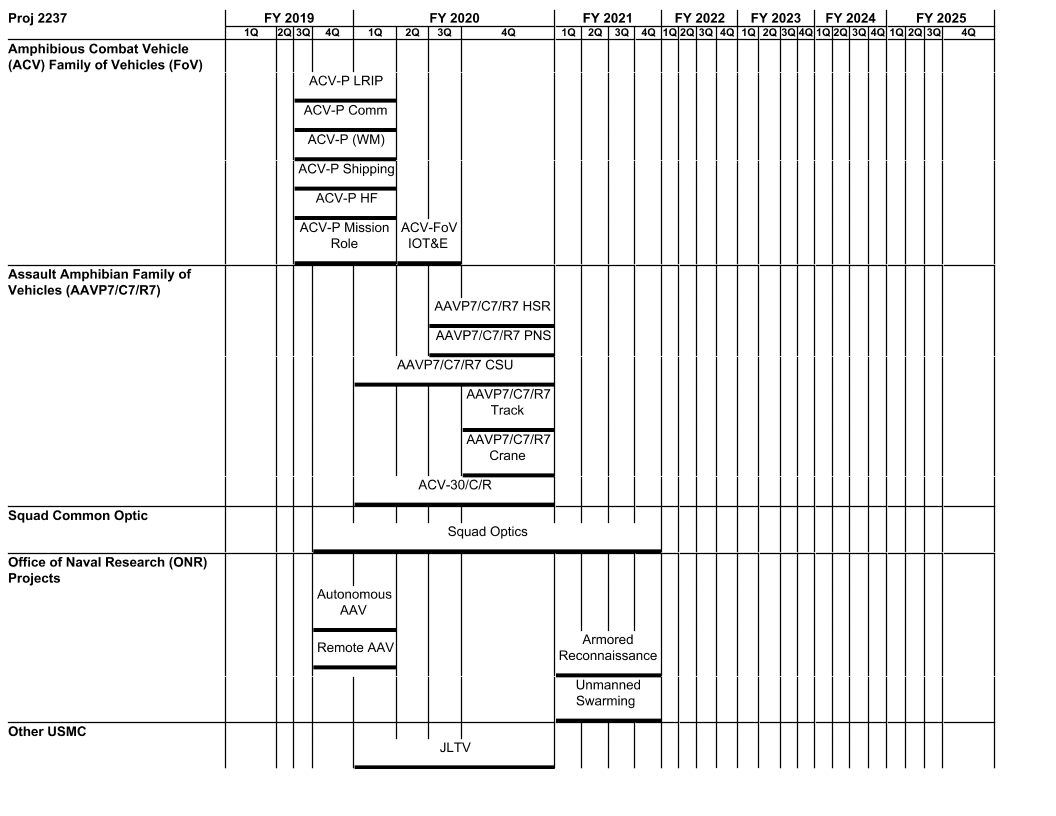 Proj 2237 FY 2019 FY 2020 FY 2021 FY 2022 FY 2023 FY 2024 FY 2025
1Q 2Q 3Q 4Q 1Q 2Q 3Q 4Q 1Q 2Q 3Q 4Q 1Q 2Q 3Q 4Q 1Q 2Q 3Q 4Q 1Q 2Q 3Q 4Q 1Q 2Q 3Q 4Q
Amphibious Combat Vehicle
(ACV) Family of Vehicles (FoV)
ACV-P LRIP
ACV-P Comm
ACV-P (WM)
ACV-P Shipping
ACV-P HF
ACV-P Mission ACV-FoV
Role IOT&E
Assault Amphibian Family of
Vehicles (AAVP7/C7/R7)
AAVP7/C7/R7 HSR
AAVP7/C7/R7 PNS
AAVP7/C7/R7 CSU
AAVP7/C7/R7
Track
AAVP7/C7/R7
Crane
ACV-30/C/R
Squad Common Optic
Squad Optics
Office of Naval Research (ONR)
Projects
Autonomous
AAV
Remote AAV
Armored
Reconnaissance
Unmanned
Swarming
Other USMC
JLTV